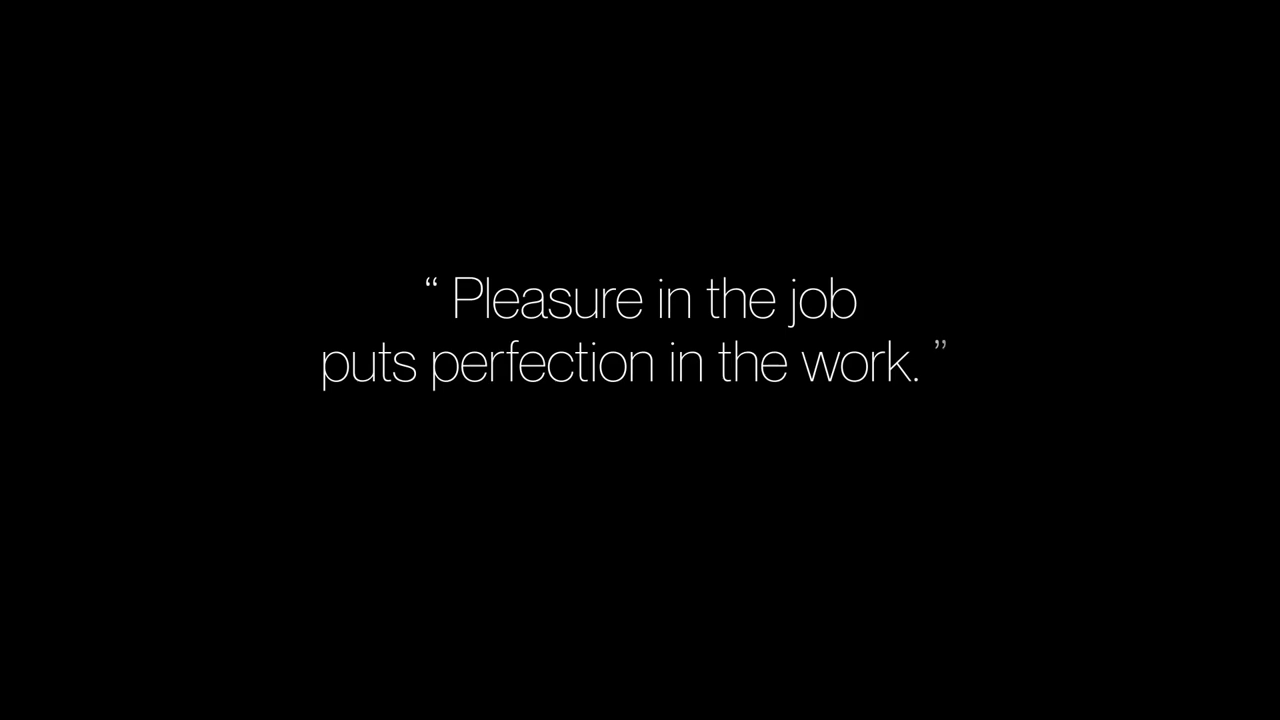 “ Pleasure in the job
puts perfection in the work. ”